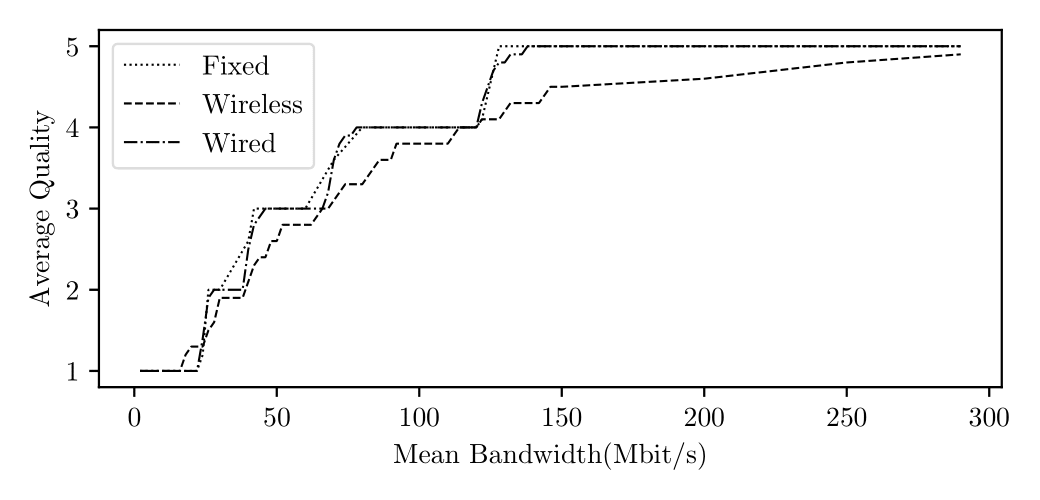 5
4
3
2
1
Average Quality
Fixed
Wireless
Wired
0 50 100 150 200 250 300
Mean Bandwidth(Mbit/s)